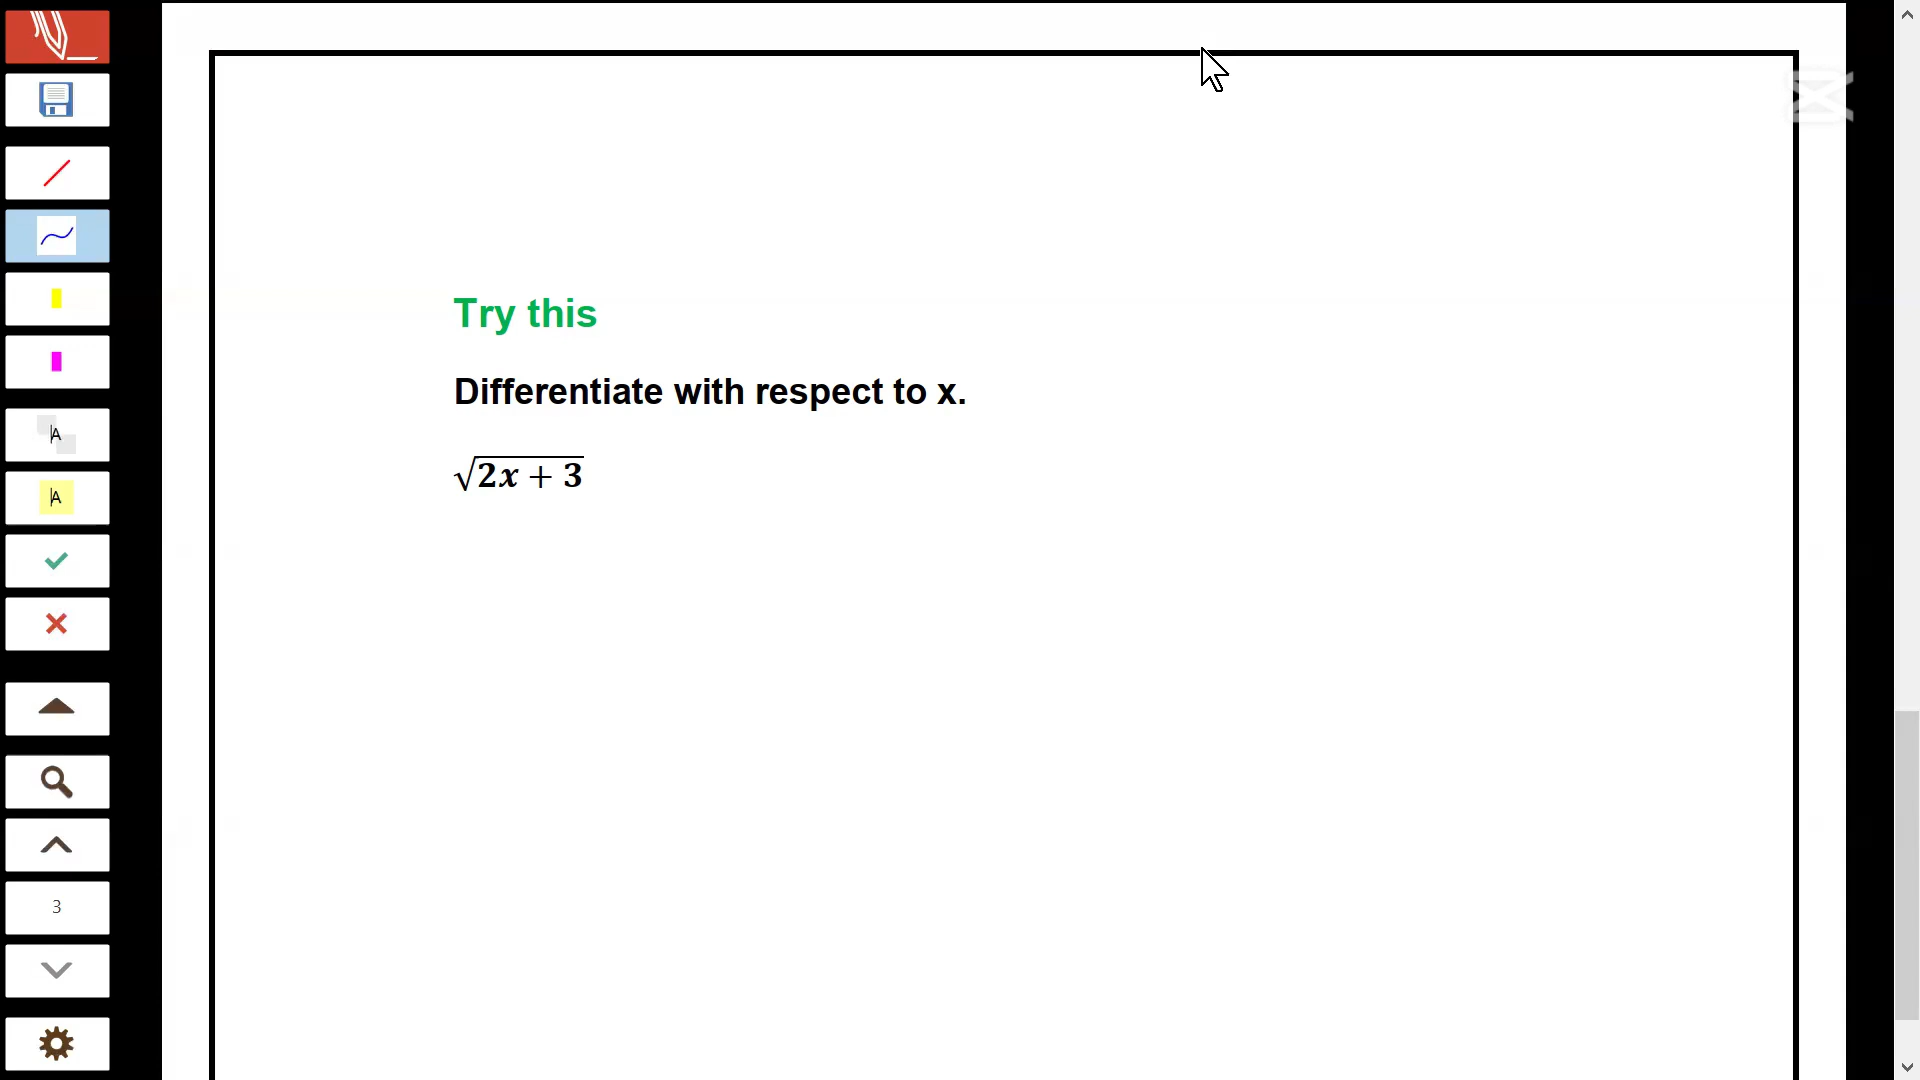 Try this
Differentiate with respect to x.
√2x + 3
A
A
3